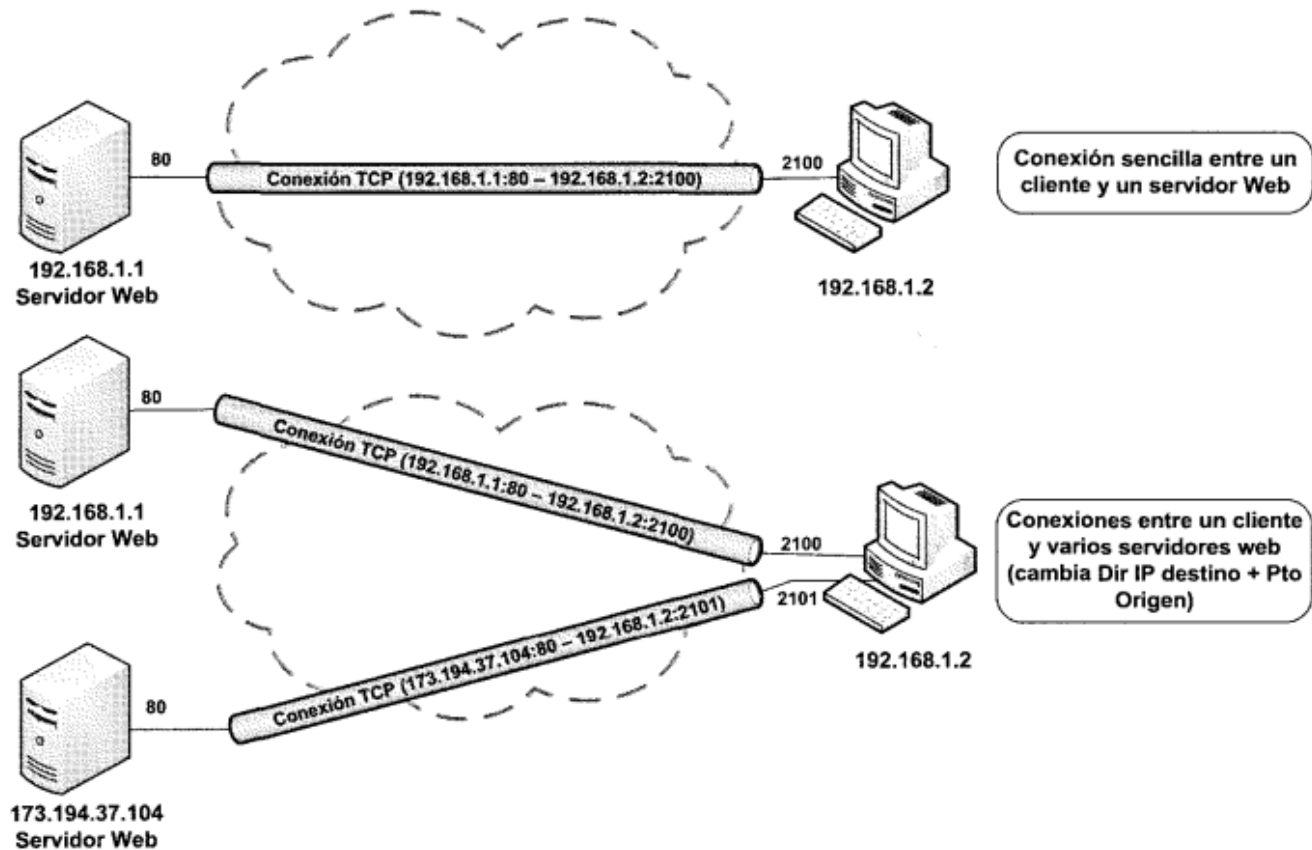 80
Conexión TCP (192.168.1.1:80 – 192.168.1.2:2100)
2100
192.168.1.1
Servidor Web
192.168.1.2
Conexión sencilla entre un
cliente y un servidor Web
80
Conexión TCP (192.168.1.1:80 – 192.168.1.2:2100)
2100
192.168.1.1
Servidor Web
2101
Conexión TCP (173.194.37.104:80 – 192.168.1.2:2101)
80
192.168.1.2
173.194.37.104
Servidor Web
Conexiones entre un cliente
y varios servidores web
(cambia Dir IP destino + Pto
Origen)